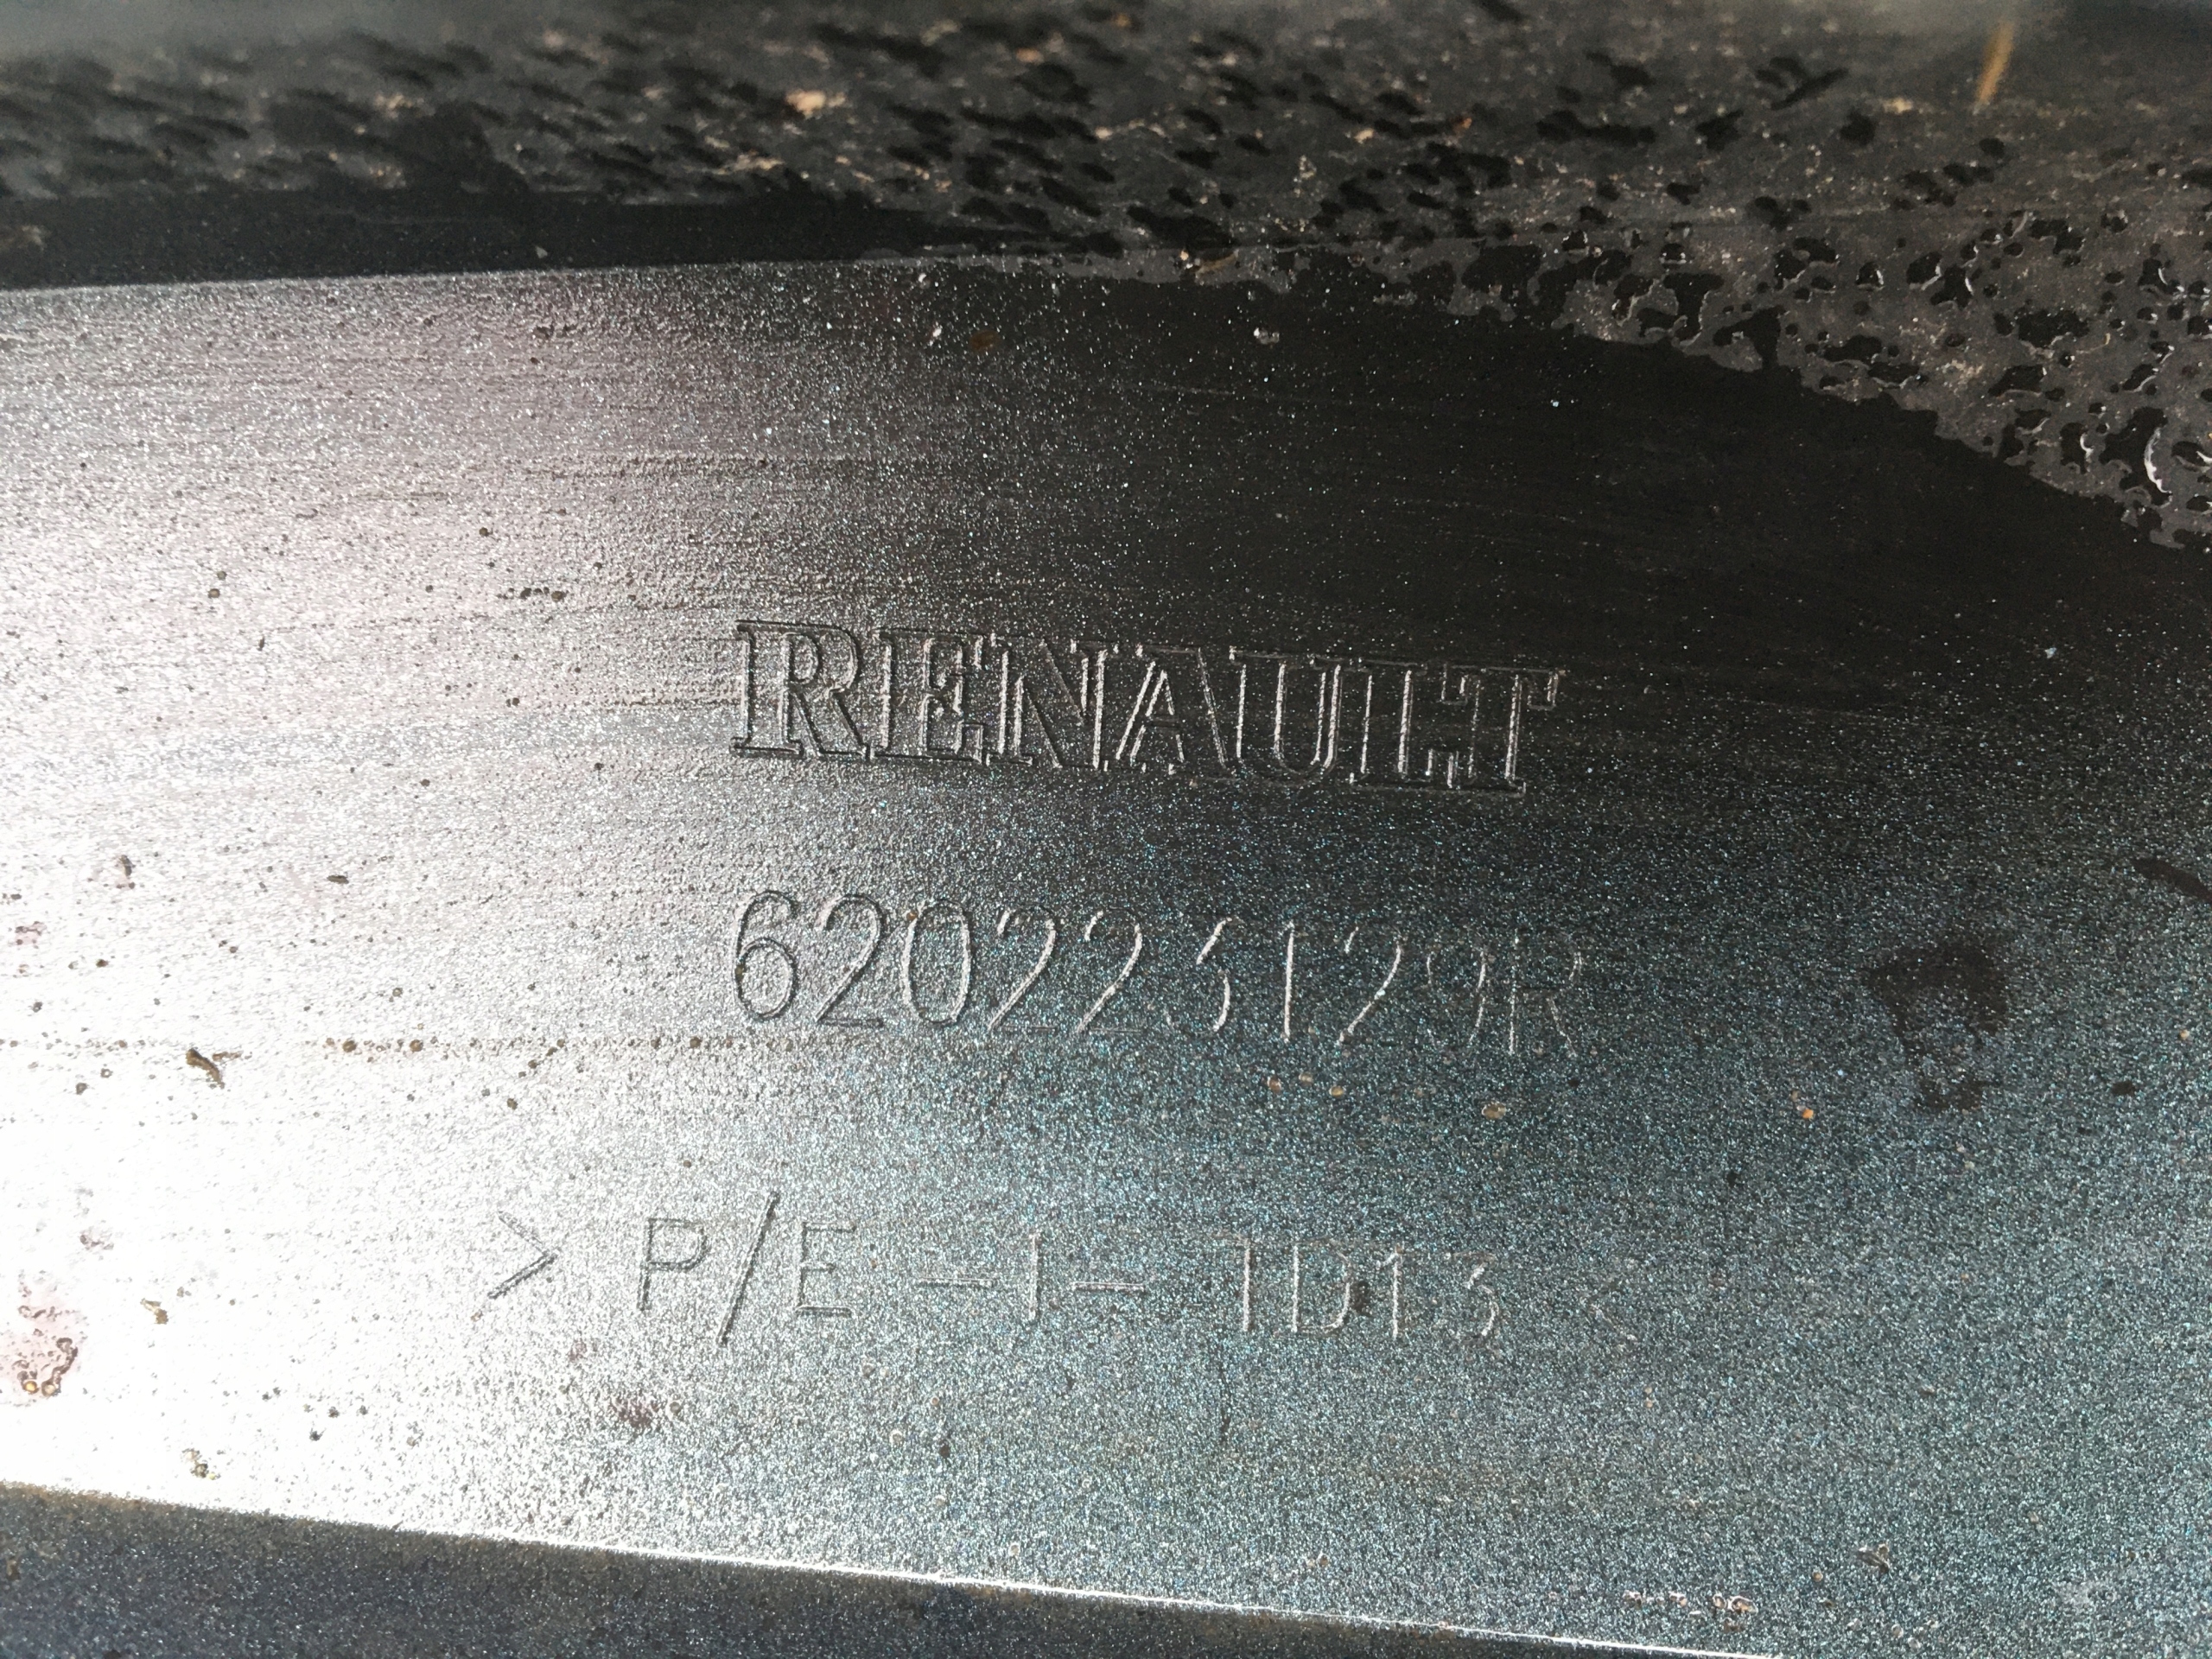 RENAULT
620223129R
> P/E - I - TD13 <